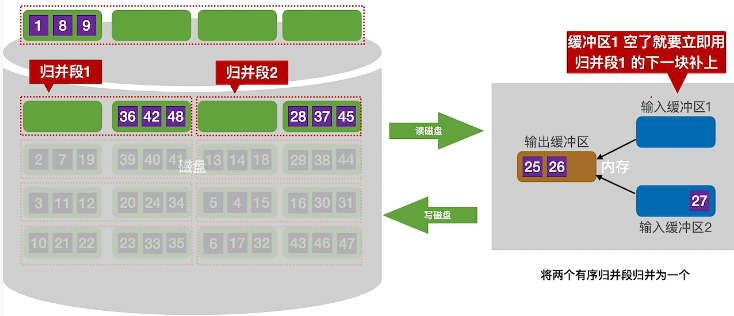 1 8 9
缓冲区1 空了就要立即用
归并段1 的下一块补上
归并段1
归并段2
36 42 48
28 37 45
读磁盘
输入缓冲区1
输出缓冲区
25 26
内存
27
输入缓冲区2
写磁盘
磁盘
2 7 19
39 40 41
13 14 18
29 38 44
3 11 12
20 24 34
5 4 15
16 30 31
10 21 22
23 33 35
6 17 32
43 46 47
将两个有序归并段归并为一个